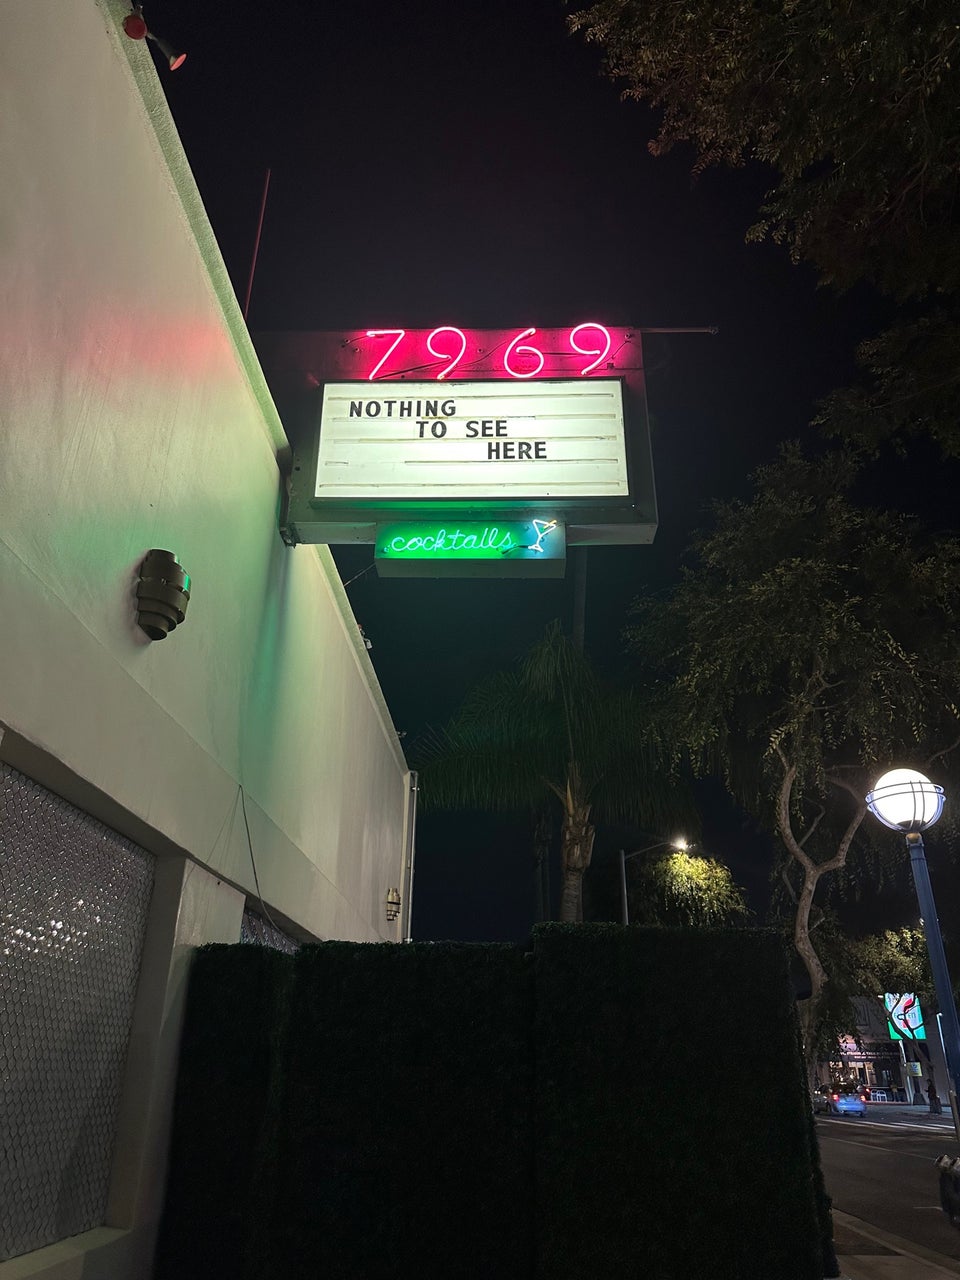 7969
NOTHING
TO SEE
HERE
cocktails